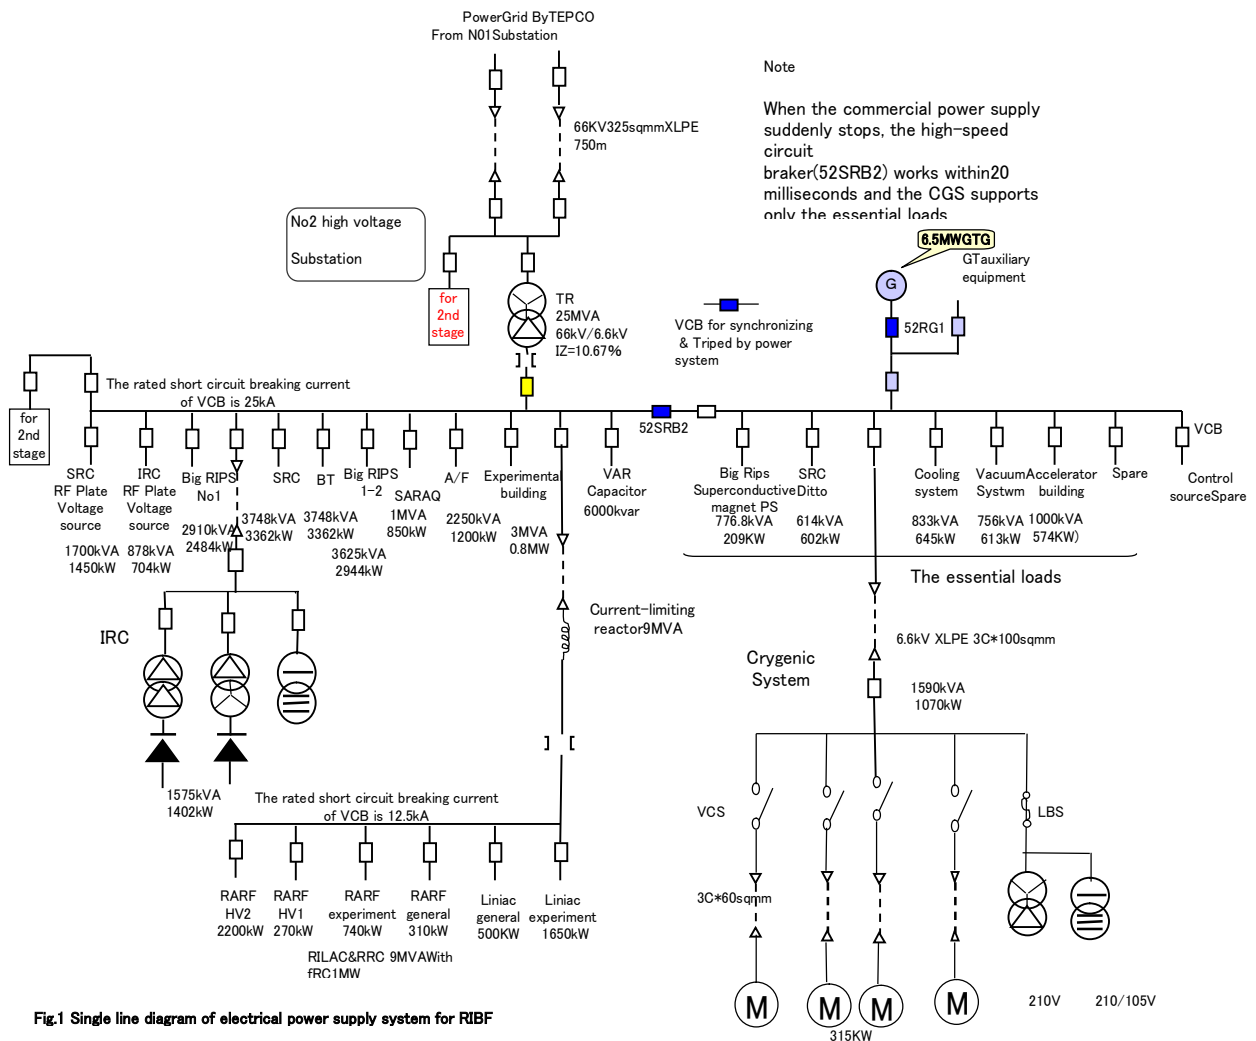 PowerGrid ByTEPCO
From N01Substation
Note
When the commercial power supply
suddenly stops, the high-speed
circuit
braker(52SRB2) works within20
milliseconds and the CGS supports
only the essential loads
66KV325sqmmXLPE
750m
No2 high voltage
Substation
for
2nd
stage
TR
25MVA
66kV/6.6kV
IZ=10.67%
VCB for synchronizing
& Triped by power
system
6.5MWGTG
GTauxiliary
equipment
G
52RG1
The rated short circuit breaking current
of VCB is 25kA
for
2nd
stage
52SRB2
VCB
SRC
RF Plate
Voltage
source
1700kVA
1450kW
IRC
RF Plate
Voltage
source
878kVA
704kW
Big RIPS
No1
2910kVA
2484kW
3748kVA
3362kW
SRC
BT
3748kVA
3362kW
Big RIPS
1-2
3625kVA
2944kW
SARAQ
1MVA
850kW
A/F
2250kVA
1200kW
Experimental
building
3MVA
0.8MW
VAR
Capacitor
6000kvar
Big Rips
Superconductive
magnet PS
776.8kVA
209KW
SRC
Ditto
614kVA
602kW
Cooling
system
833kVA
645kW
Vacuum
Systwm
756kVA
613kW
Accelerator
building
1000kVA
574KW)
Spare
Control
sourceSpare
The essential loads
IRC
1575kVA
1402kW
Current-limiting
reactor9MVA
6.6kV XLPE 3C*100sqmm
Crygenic
System
1590kVA
1070kW
The rated short circuit breaking current
of VCB is 12.5kA
VCS
LBS
3C*60sqmm
RARF
HV2
2200kW
RARF
HV1
270kW
RARF
experiment
740kW
RARF
general
310kW
Liniac
general
500KW
Liniac
experiment
1650kW
RILAC&RRC 9MVAWith
fRC1MW
M
M
M
M
315KW
210V
210/105V
Fig.1 Single line diagram of electrical power supply system for RIBF